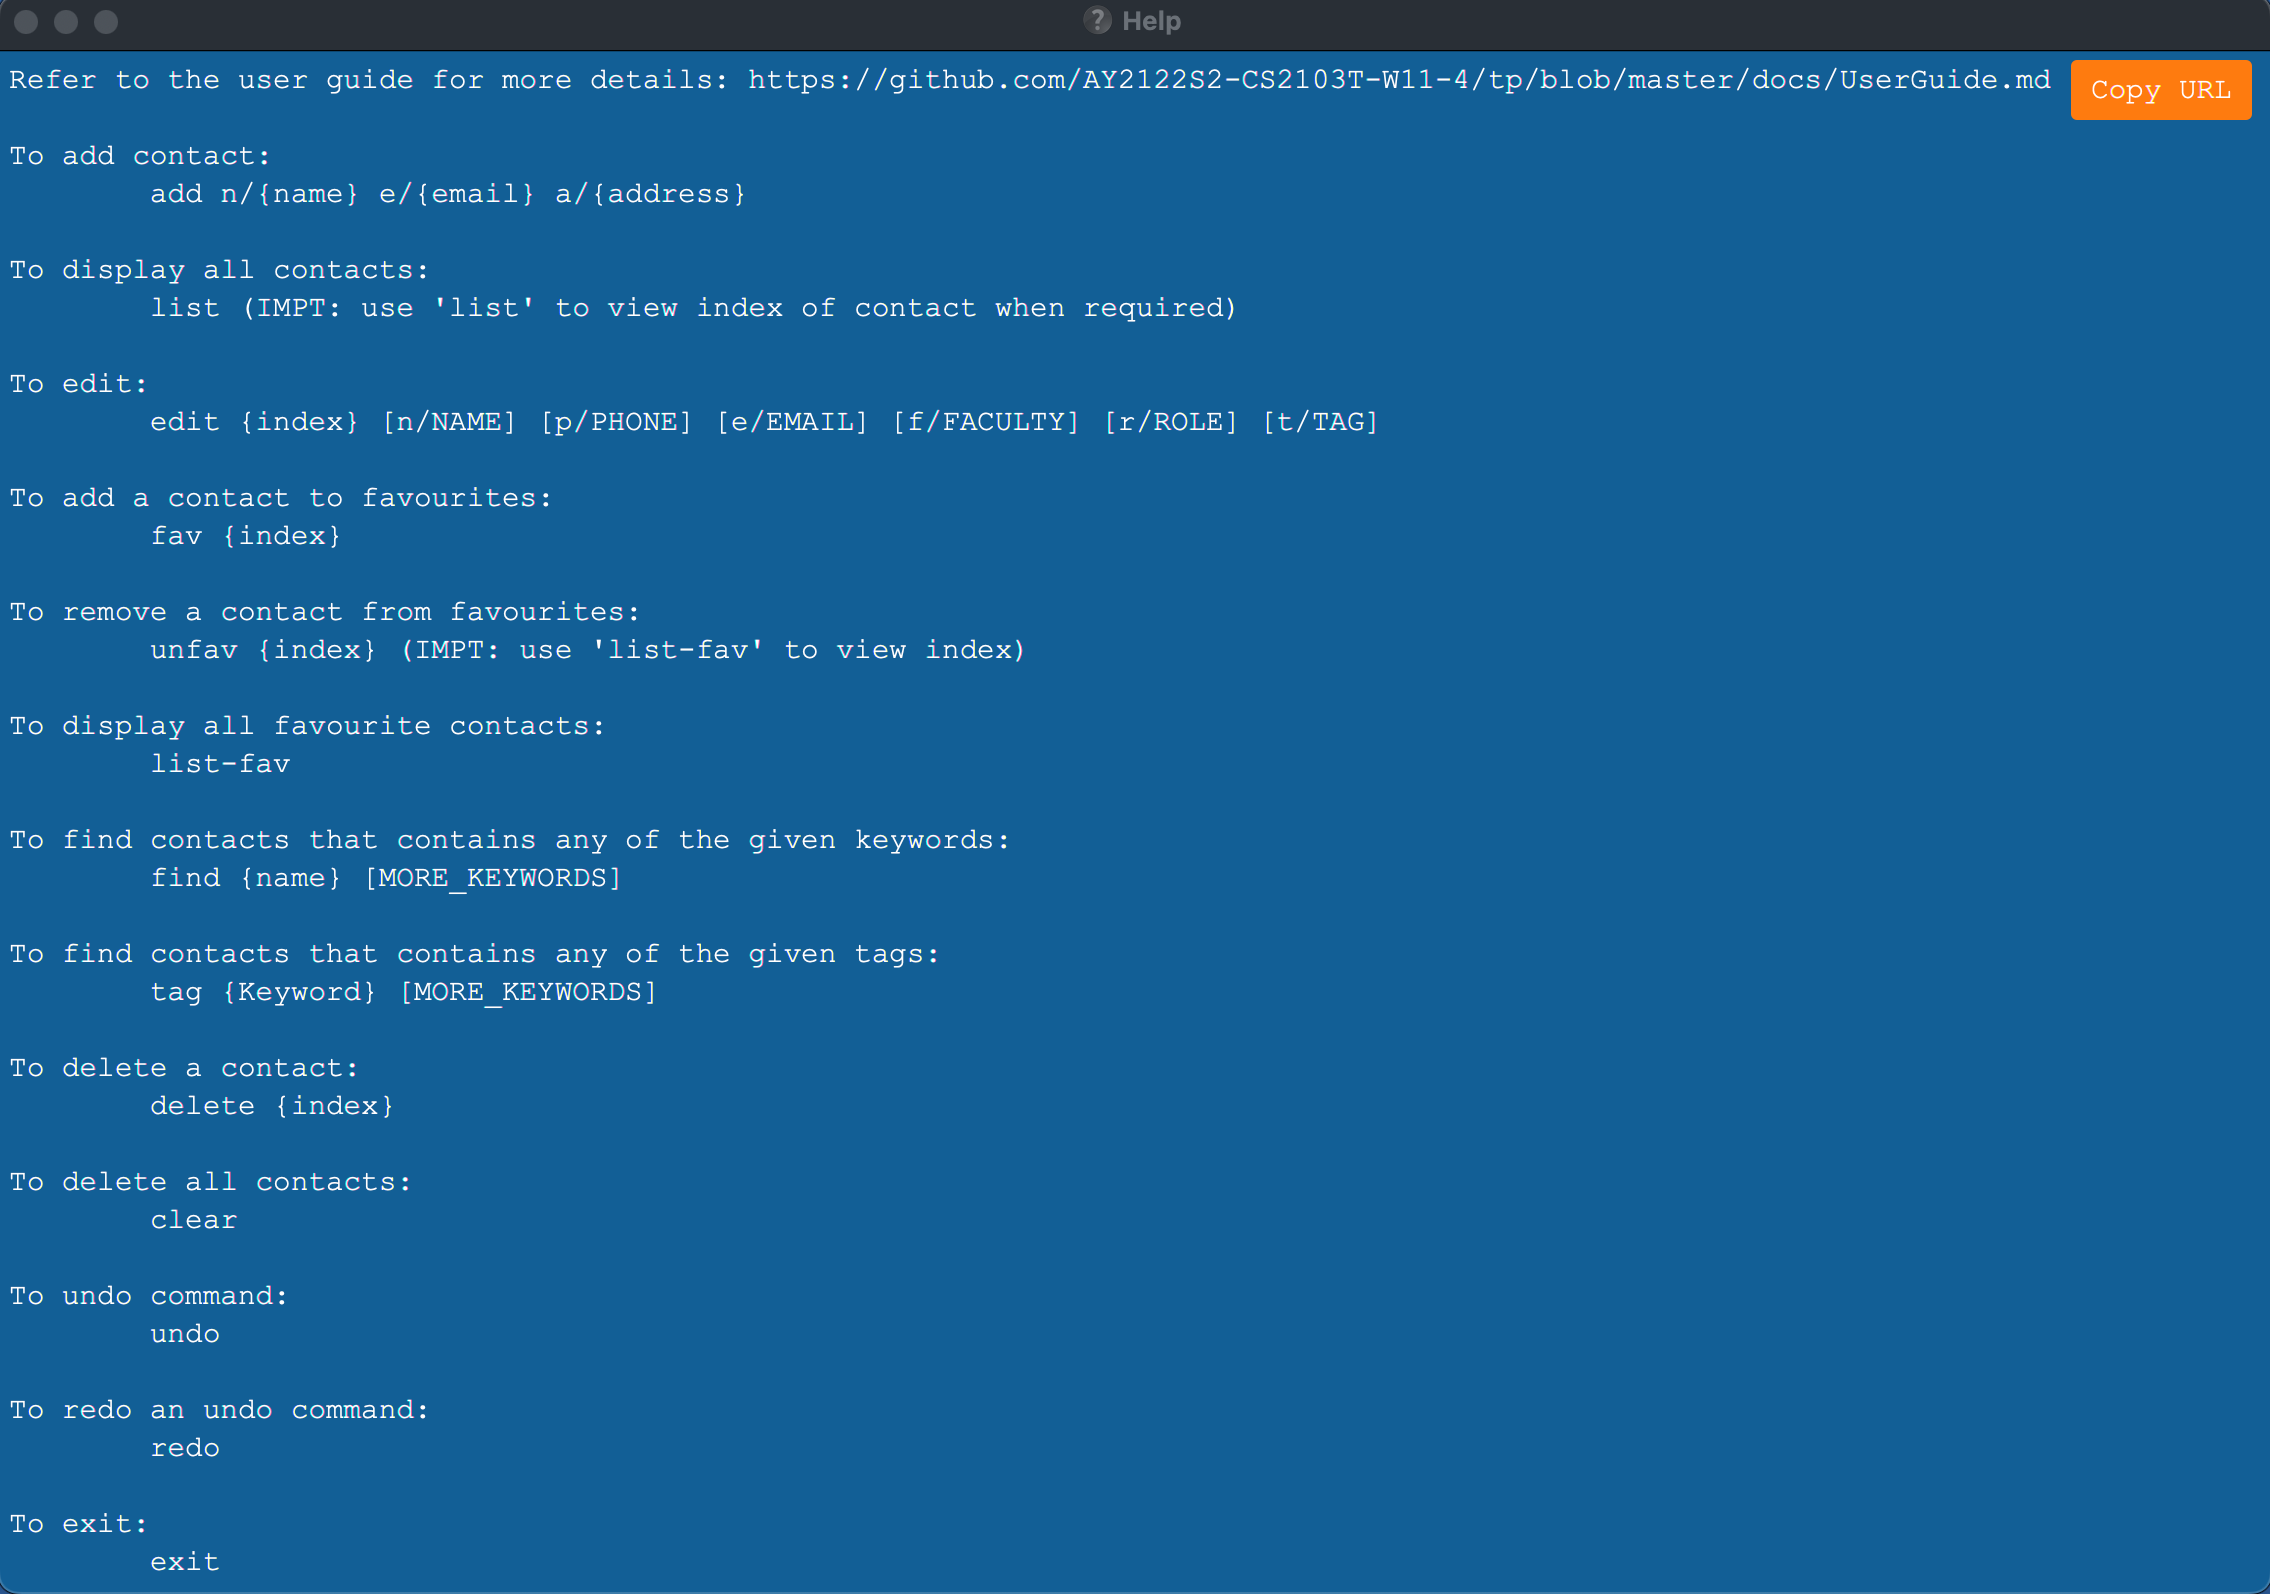 Help
Refer to the user guide for more details: https://github.com/AY2122S2-CS2103T-W11-4/tp/blob/master/docs/UserGuide.md
Copy URL
To add contact:
add n/{name} e/{email} a/{address}
To display all contacts:
list (IMPT: use 'list' to view index of contact when required)
To edit:
edit {index} [n/NAME] [p/PHONE] [e/EMAIL] [f/FACULTY] [r/ROLE] [t/TAG]
To add a contact to favourites:
fav {index}
To remove a contact from favourites:
unfav {index} (IMPT: use 'list-fav' to view index)
To display all favourite contacts:
list-fav
To find contacts that contains any of the given keywords:
find {name} [MORE_KEYWORDS]
To find contacts that contains any of the given tags:
tag {Keyword} [MORE_KEYWORDS]
To delete a contact:
delete {index}
To delete all contacts:
clear
To undo command:
undo
To redo an undo command:
redo
To exit:
exit